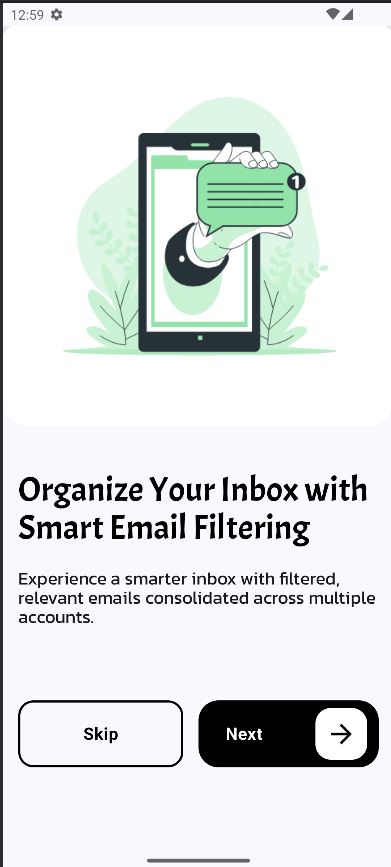 12:59
1
Organize Your Inbox with
Smart Email Filtering
Experience a smarter inbox with filtered,
relevant emails consolidated across multiple
accounts.
Skip
Next